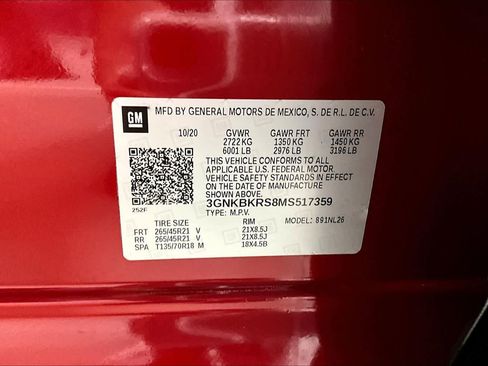 GM
MFD BY GENERAL MOTORS DE MEXICO, S. DE R.L. DE C.V.
10/20 GVWR GAWR FRT GAWR RR
2722 KG 1350 KG 1450 KG
6001 LB 2976 LB 3196 LB
THIS VEHICLE CONFORMS TO ALL
APPLICABLE U.S. FEDERAL MOTOR
VEHICLE SAFETY STANDARDS IN EFFECT
ON THE DATE OF MANUFACTURE
SHOWN ABOVE.
252F 3GNKBKRS8MS517359
TYPE: M.P.V. MODEL: 891NL26
TIRE SIZE RIM
FRT 265/45R21 V 21X8.5J
RR 265/45R21 V 21X8.5J
SPA T135/70R18 M 18X4.5B